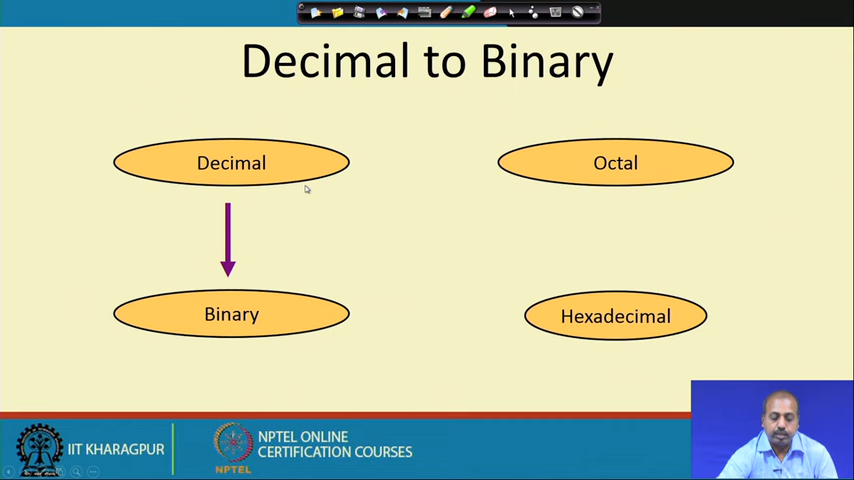 Decimal to Binary
Decimal
Octal
Binary
Hexadecimal
IIT KHARAGPUR
NPTEL
NPTEL ONLINE
CERTIFICATION COURSES